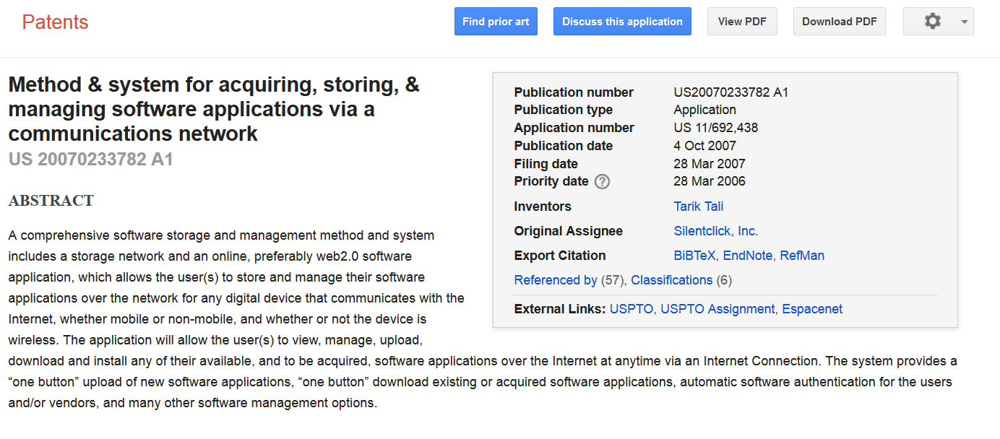 Patents
Find prior art
Discuss this application
View PDF
Download PDF
Method & system for acquiring, storing, &
managing software applications via a
communications network
US 20070233782 A1
Publication number US20070233782 A1
Publication type Application
Application number US 11/692,438
Publication date 4 Oct 2007
Filing date 28 Mar 2007
Priority date ? 28 Mar 2006
Inventors Tarik Tali
Original Assignee Silentclick, Inc.
Export Citation BiBTeX, EndNote, RefMan
Referenced by (57), Classifications (6)
External Links: USPTO, USPTO Assignment, Espacenet
ABSTRACT
A comprehensive software storage and management method and system
includes a storage network and an online, preferably web2.0 software
application, which allows the user(s) to store and manage their software
applications over the network for any digital device that communicates with the
Internet, whether mobile or non-mobile, and whether or not the device is
wireless. The application will allow the user(s) to view, manage, upload,
download and install any of their available, and to be acquired, software applications over the Internet at anytime via an Internet Connection. The system provides a
“one button” upload of new software applications, “one button” download existing or acquired software applications, automatic software authentication for the users
and/or vendors, and many other software management options.